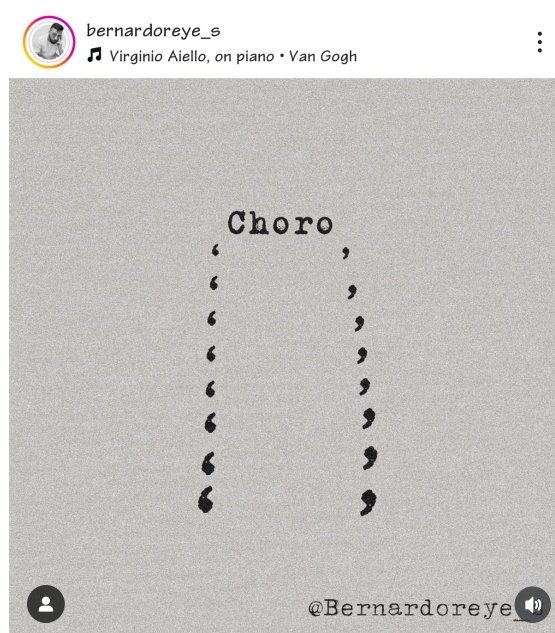 bernardoreye_s
Virginio Aiello, on piano • Van Gogh
Choro
‘ ,
‘ ,
‘ ,
‘ ,
‘ ,
‘ ,
‘ ,
‘ ,
@Bernardoreye_